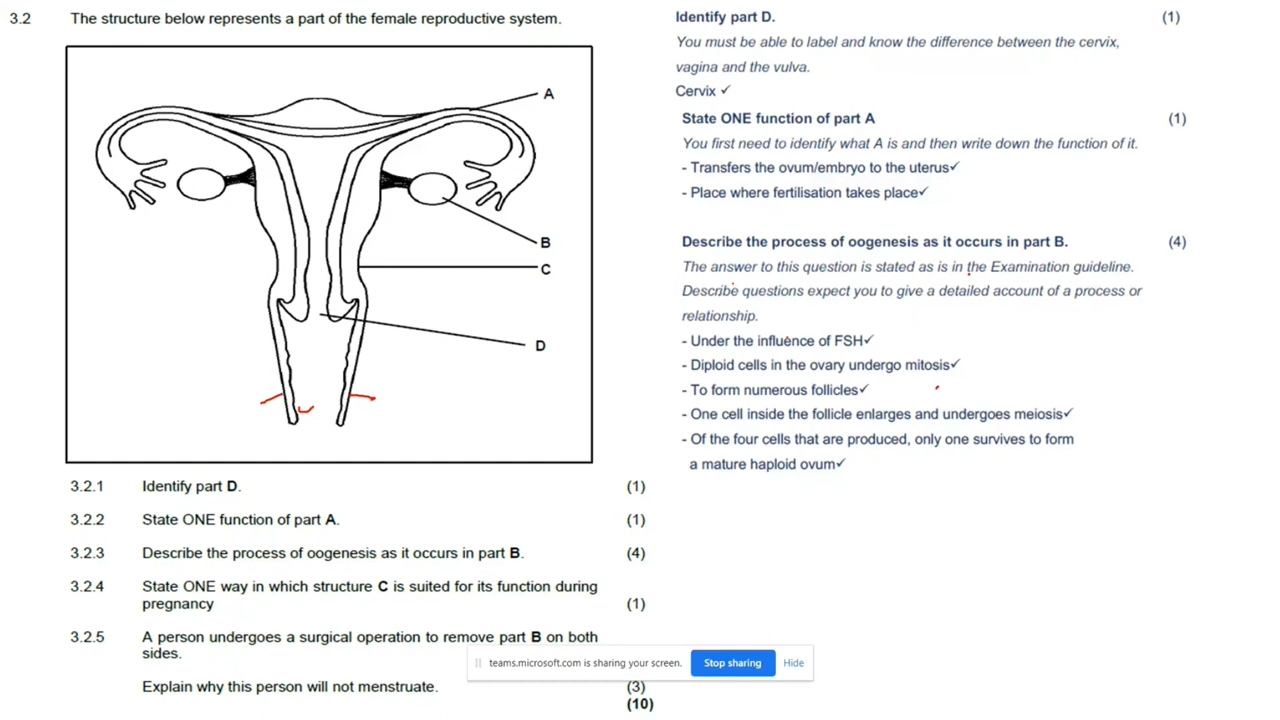 3.2 The structure below represents a part of the female reproductive system.
A
B
C
D
3.2.1 Identify part D. (1)
3.2.2 State ONE function of part A. (1)
3.2.3 Describe the process of oogenesis as it occurs in part B. (4)
3.2.4 State ONE way in which structure C is suited for its function during
pregnancy (1)
3.2.5 A person undergoes a surgical operation to remove part B on both
sides.
Explain why this person will not menstruate. (3)
(10)
Identify part D. (1)
You must be able to label and know the difference between the cervix,
vagina and the vulva.
Cervix ✓
State ONE function of part A (1)
You first need to identify what A is and then write down the function of it.
- Transfers the ovum/embryo to the uterus✓
- Place where fertilisation takes place✓
Describe the process of oogenesis as it occurs in part B. (4)
The answer to this question is stated as is in the Examination guideline.
Describe questions expect you to give a detailed account of a process or
relationship.
- Under the influence of FSH✓
- Diploid cells in the ovary undergo mitosis✓
- To form numerous follicles✓
- One cell inside the follicle enlarges and undergoes meiosis✓
- Of the four cells that are produced, only one survives to form
a mature haploid ovum✓
teams.microsoft.com is sharing your screen. Stop sharing Hide